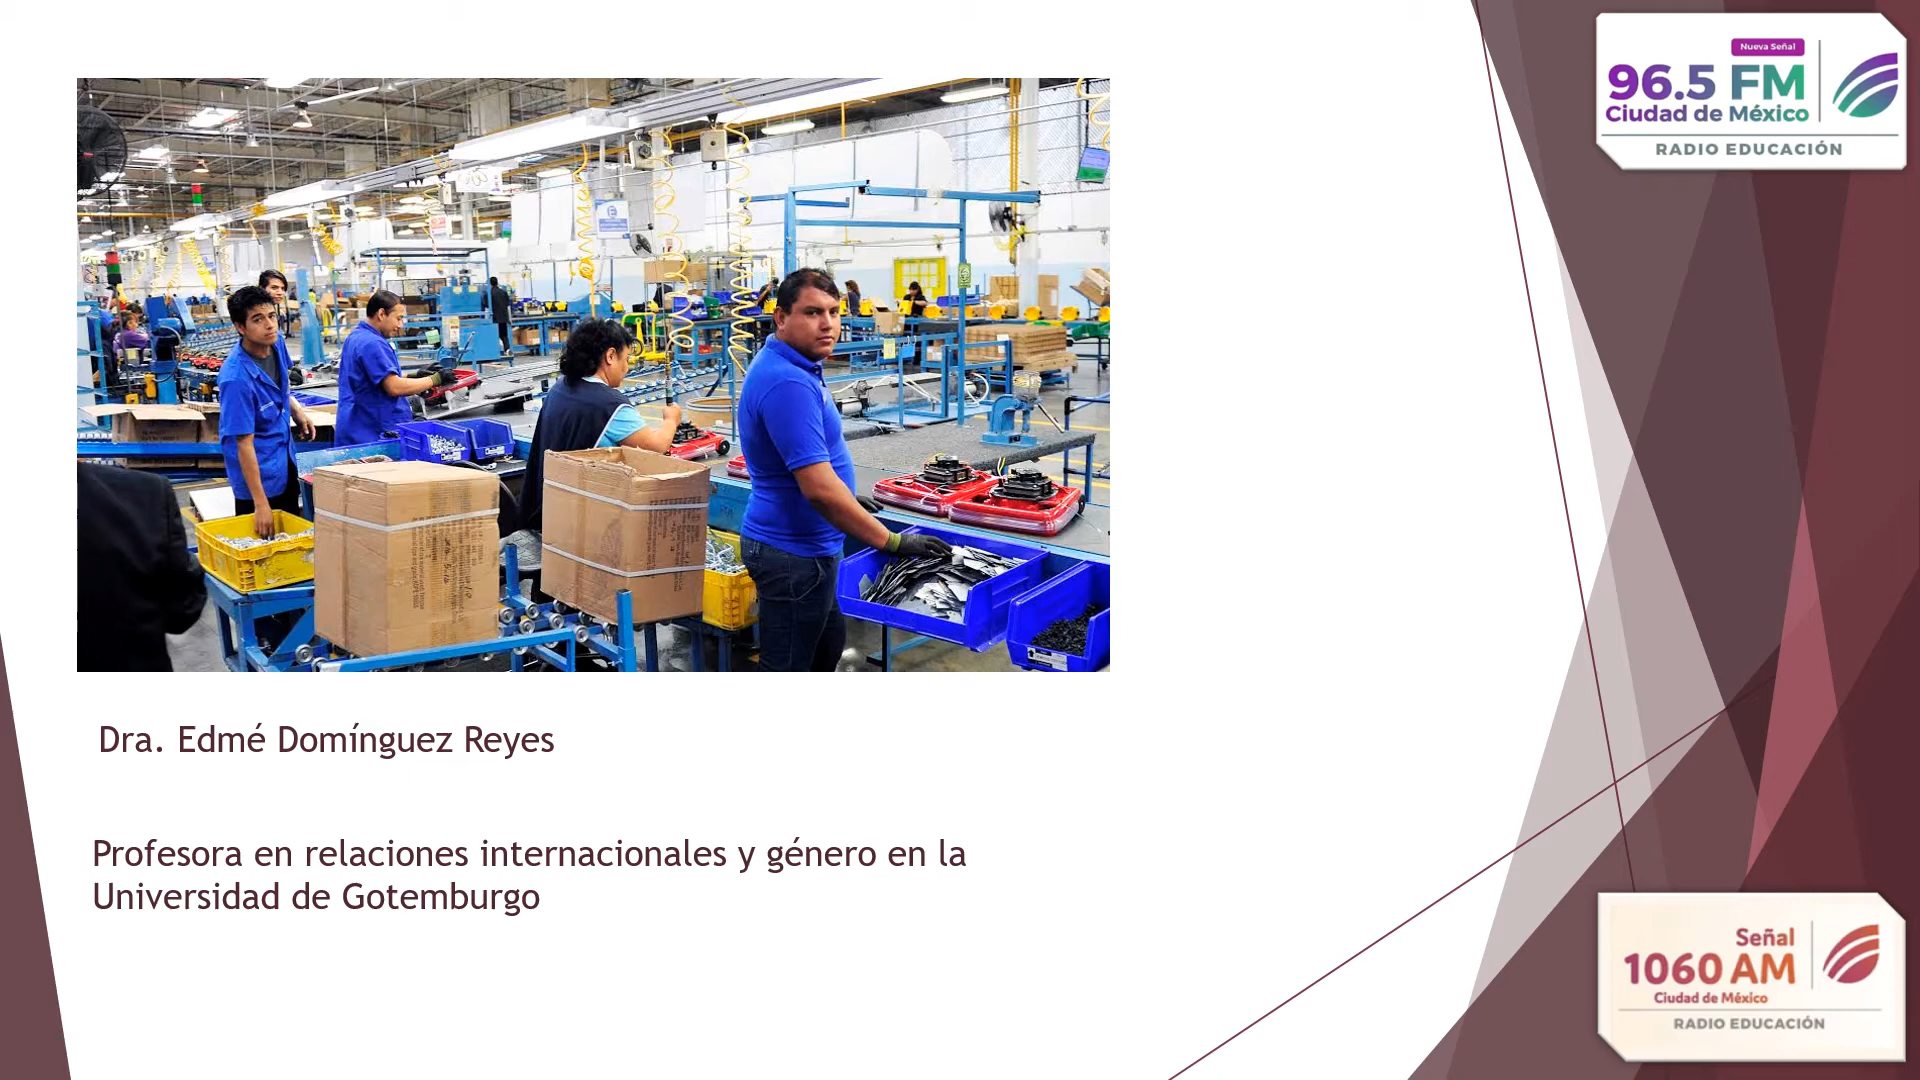 Nueva Señal
96.5 FM
Ciudad de México
RADIO EDUCACIÓN
Dra. Edmé Domínguez Reyes
Profesora en relaciones internacionales y género en la
Universidad de Gotemburgo
Señal
1060 AM
Ciudad de México
RADIO EDUCACIÓN